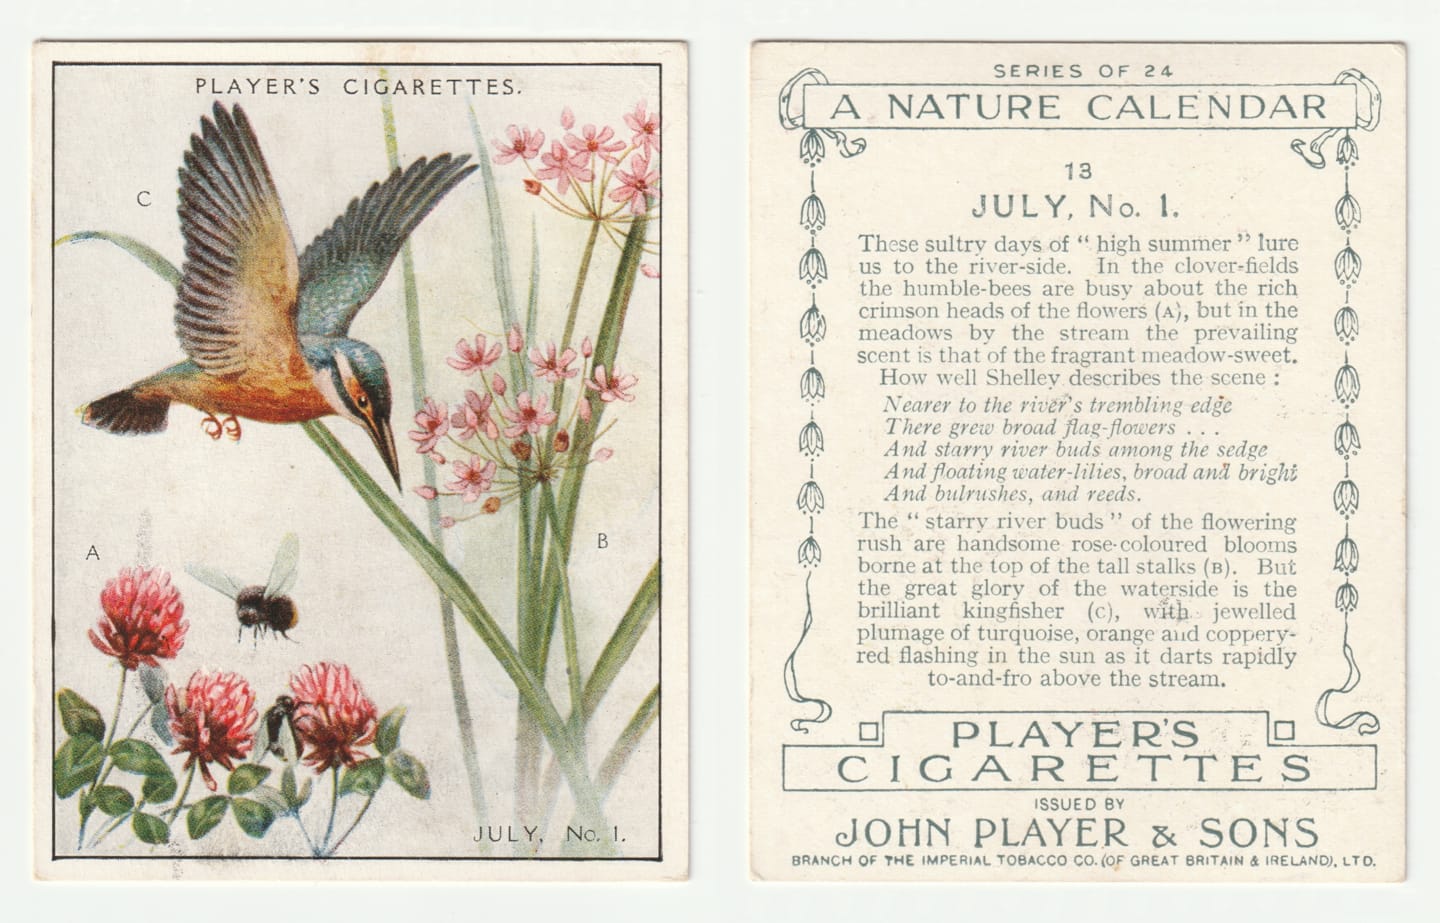 PLAYER'S CIGARETTES.
C
A
B
JULY, No. 1.
SERIES OF 24
A NATURE CALENDAR
13
JULY, No. 1.
These sultry days of “ high summer ” lure
us to the river-side. In the clover-fields
the humble-bees are busy about the rich
crimson heads of the flowers (A), but in the
meadows by the stream the prevailing
scent is that of the fragrant meadow-sweet.
How well Shelley describes the scene :
Nearer to the river's trembling edge
There grew broad flag-flowers . . .
And starry river buds among the sedge
And floating water-lilies, broad and bright
And bulrushes, and reeds.
The “ starry river buds ” of the flowering
rush are handsome rose-coloured blooms
borne at the top of the tall stalks (B). But
the great glory of the waterside is the
brilliant kingfisher (C), with jewelled
plumage of turquoise, orange and coppery-
red flashing in the sun as it darts rapidly
to-and-fro above the stream.
PLAYER'S
CIGARETTES
ISSUED BY
JOHN PLAYER & SONS
BRANCH OF THE IMPERIAL TOBACCO CO. (OF GREAT BRITAIN & IRELAND), LTD.